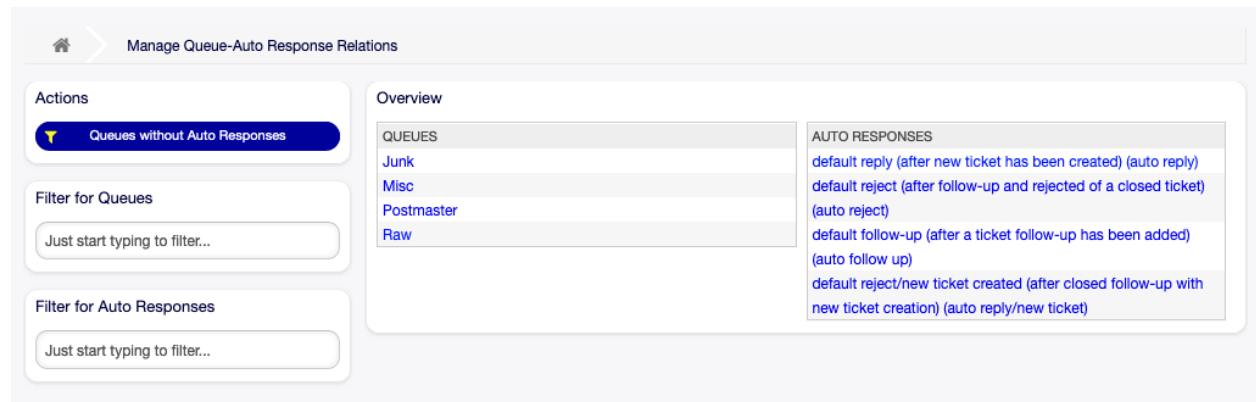 Manage Queue-Auto Response Relations
Actions
Queues without Auto Responses
Filter for Queues
Just start typing to filter...
Filter for Auto Responses
Just start typing to filter...
Overview
QUEUES
Junk
Misc
Postmaster
Raw
AUTO RESPONSES
default reply (after new ticket has been created) (auto reply)
default reject (after follow-up and rejected of a closed ticket)
(auto reject)
default follow-up (after a ticket follow-up has been added)
(auto follow up)
default reject/new ticket created (after closed follow-up with
new ticket creation) (auto reply/new ticket)